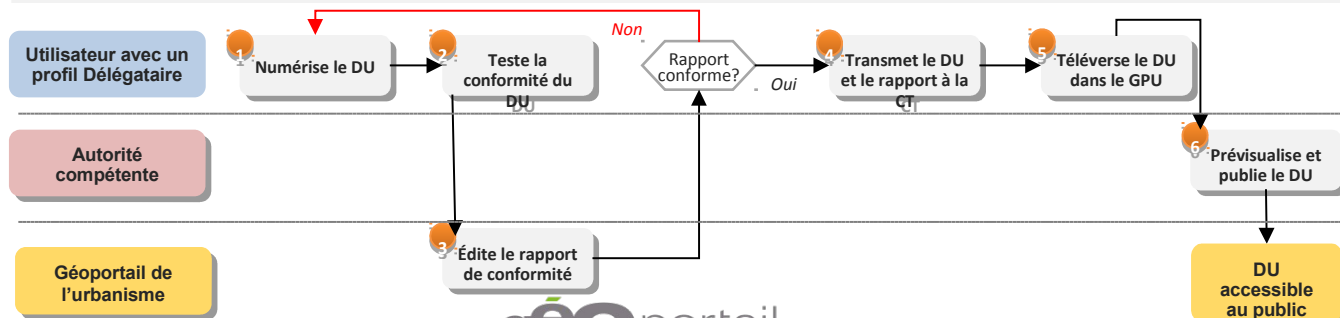 Utilisateur avec un
profil Délégataire
1
Numérise le DU
2
Teste la
conformité du
DU
Non
Rapport
conforme?
Oui
4
Transmet le DU
et le rapport à la
CT
5
Téléverse le DU
dans le GPU
Autorité
compétente
6
Prévisualise et
publie le DU
Géoportail de
l'urbanisme
3
Édite le rapport
de conformité
DU
accessible
au public
géoportail